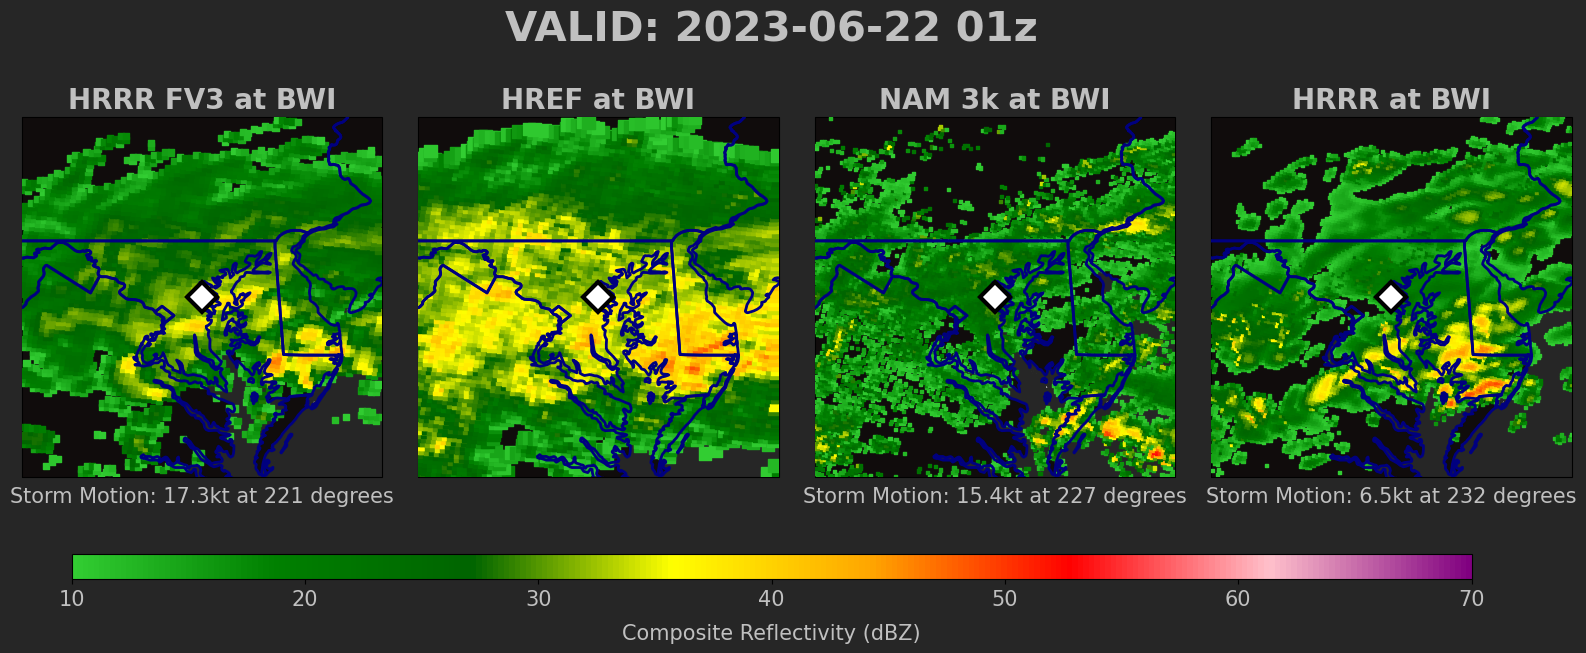 VALID: 2023-06-22 01z
HRRR FV3 at BWI
HREF at BWI
NAM 3k at BWI
HRRR at BWI
Storm Motion: 17.3kt at 221 degrees
Storm Motion: 15.4kt at 227 degrees
Storm Motion: 6.5kt at 232 degrees
10 20 30 40 50 60 70
Composite Reflectivity (dBZ)